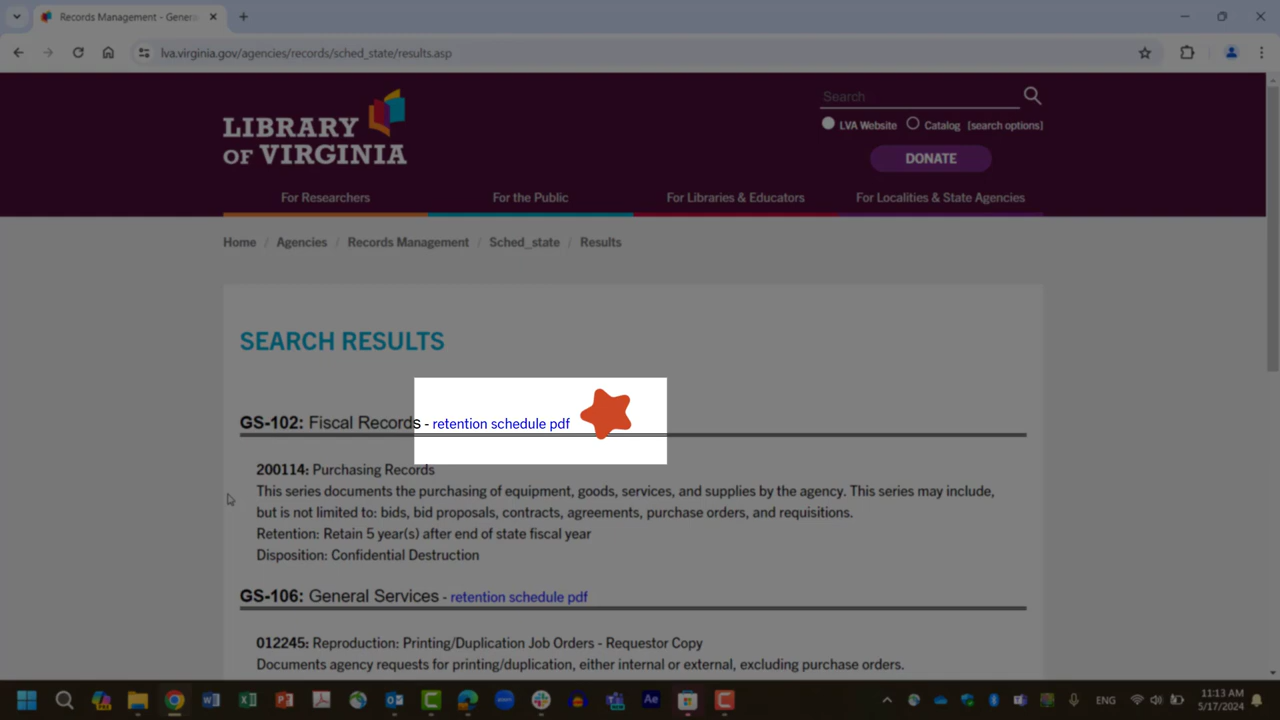 Records Management - Genera
lva.virginia.gov/agencies/records/sched_state/results.asp
LIBRARY
OF VIRGINIA
Search
LVA Website Catalog [search options]
DONATE
For Researchers For the Public For Libraries & Educators For Localities & State Agencies
Home / Agencies / Records Management / Sched_state / Results
SEARCH RESULTS
GS-102: Fiscal Records - retention schedule pdf
200114: Purchasing Records
This series documents the purchasing of equipment, goods, services, and supplies by the agency. This series may include,
but is not limited to: bids, bid proposals, contracts, agreements, purchase orders, and requisitions.
Retention: Retain 5 year(s) after end of state fiscal year
Disposition: Confidential Destruction
GS-106: General Services - retention schedule pdf
012245: Reproduction: Printing/Duplication Job Orders - Requestor Copy
Documents agency requests for printing/duplication, either internal or external, excluding purchase orders.
ENG
11:13 AM
5/17/2024